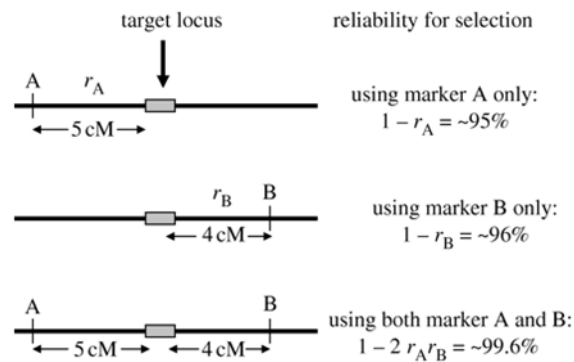 target locus
reliability for selection
A
r_A
5 cM
using marker A only:
1 – r_A = ~95%
r_B
B
4 cM
using marker B only:
1 – r_B = ~96%
A
B
5 cM
4 cM
using both marker A and B:
1 – 2 r_A r_B = ~99.6%